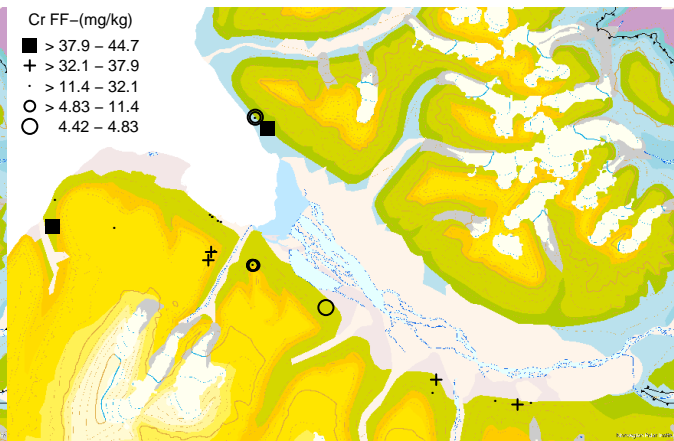 Cr FF−(mg/kg)
> 37.9 − 44.7
> 32.1 − 37.9
> 11.4 − 32.1
> 4.83 − 11.4
4.42 − 4.83